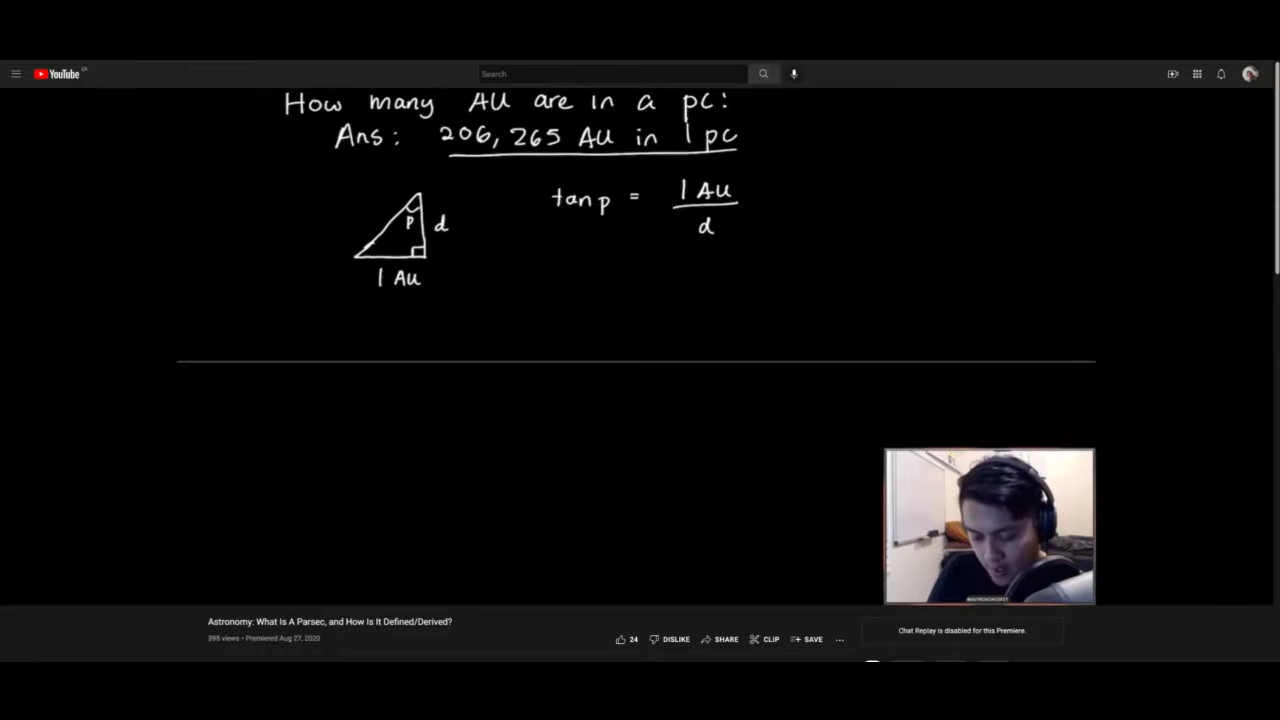 YouTube ZA
Search
How many AU are in a pc:
Ans: 206, 265 AU in 1 pc
tan p = 1 AU / d
p
d
1 AU
Astronomy: What Is A Parsec, and How Is It Defined/Derived?
395 views • Premiered Aug 27, 2020
24 DISLIKE SHARE CLIP SAVE ...
Chat Replay is disabled for this Premiere.